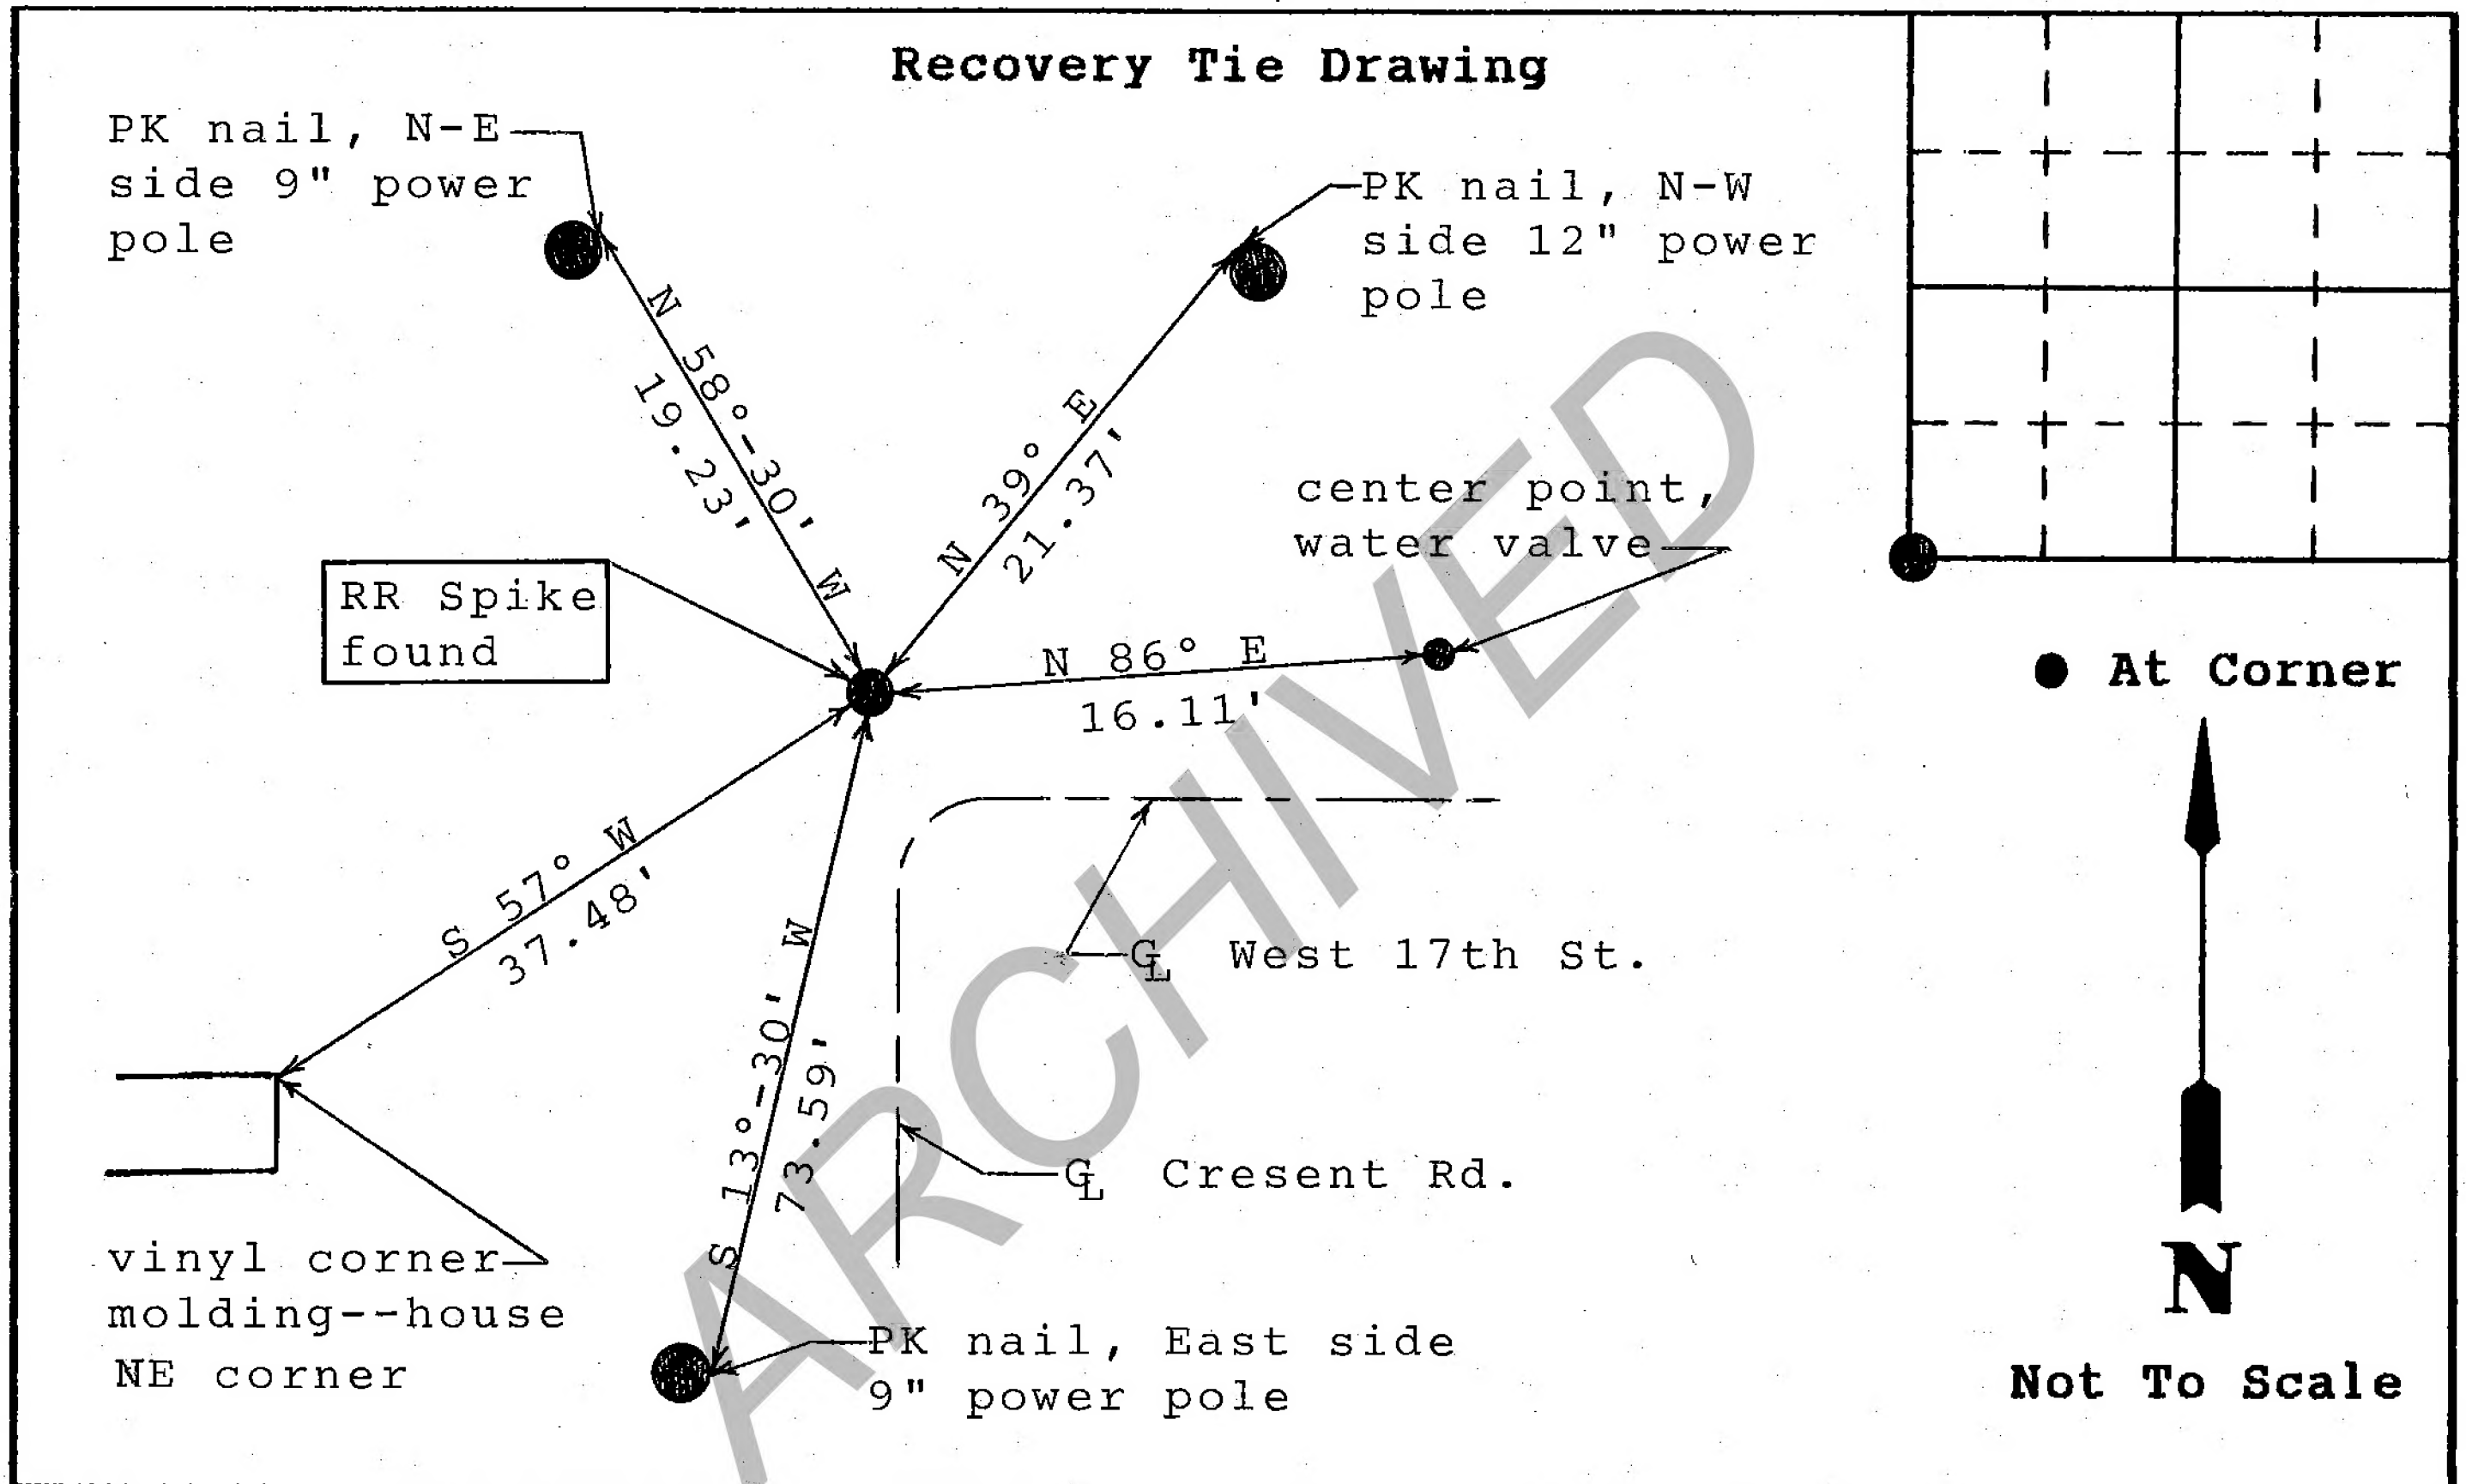 Recovery Tie Drawing
PK nail, N-E
side 9" power
pole
PK nail, N-W
side 12" power
pole
N 58°-30' W
19.23'
N 39° E
21.37'
center point,
water valve
RR Spike
found
N 86° E
16.11'
● At Corner
S 57° W
37.48'
S 13°-30' W
73.59'
℄ West 17th St.
℄ Cresent Rd.
vinyl corner
molding--house
NE corner
PK nail, East side
9" power pole
N
Not To Scale
ARCHIVED